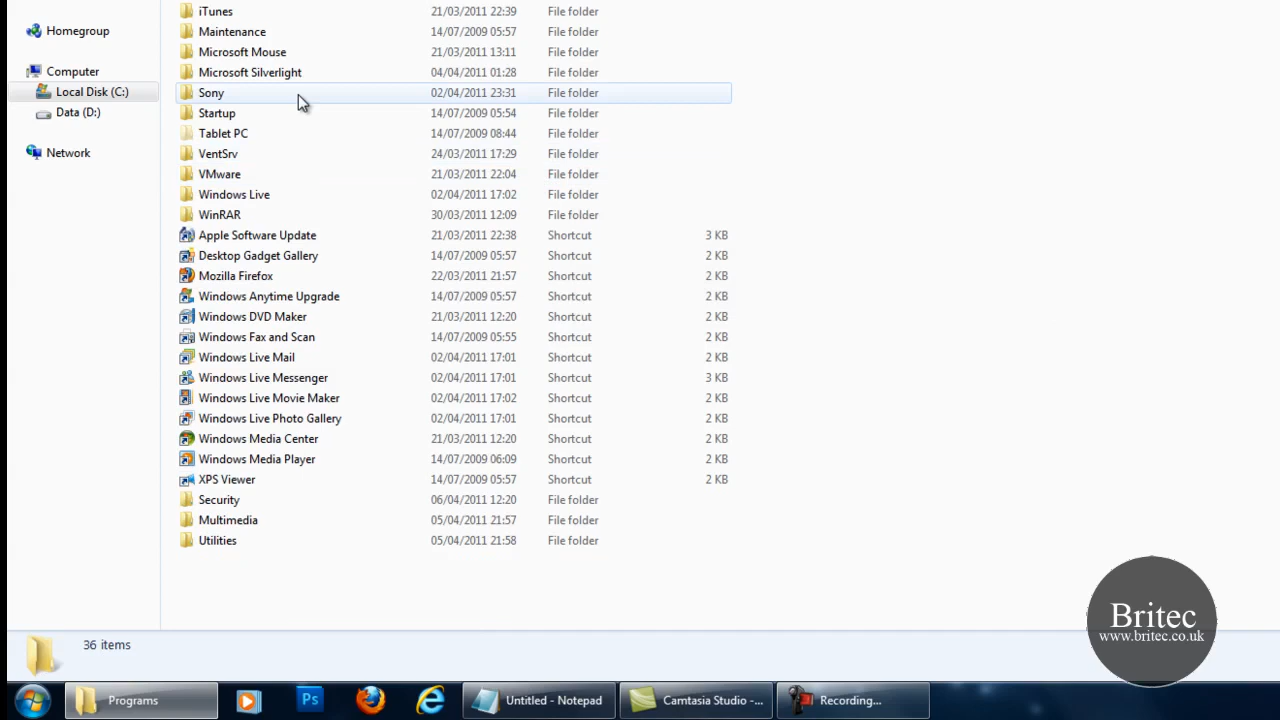 Homegroup
Computer
Local Disk (C:)
Data (D:)
Network
iTunes 21/03/2011 22:39 File folder
Maintenance 14/07/2009 05:57 File folder
Microsoft Mouse 21/03/2011 13:11 File folder
Microsoft Silverlight 04/04/2011 01:28 File folder
Sony 02/04/2011 23:31 File folder
Startup 14/07/2009 05:54 File folder
Tablet PC 14/07/2009 08:44 File folder
VentSrv 24/03/2011 17:29 File folder
VMware 21/03/2011 22:04 File folder
Windows Live 02/04/2011 17:02 File folder
WinRAR 30/03/2011 12:09 File folder
Apple Software Update 21/03/2011 22:38 Shortcut 3 KB
Desktop Gadget Gallery 14/07/2009 05:57 Shortcut 2 KB
Mozilla Firefox 22/03/2011 21:57 Shortcut 2 KB
Windows Anytime Upgrade 14/07/2009 05:57 Shortcut 2 KB
Windows DVD Maker 21/03/2011 12:20 Shortcut 2 KB
Windows Fax and Scan 14/07/2009 05:55 Shortcut 2 KB
Windows Live Mail 02/04/2011 17:01 Shortcut 2 KB
Windows Live Messenger 02/04/2011 17:01 Shortcut 3 KB
Windows Live Movie Maker 02/04/2011 17:02 Shortcut 2 KB
Windows Live Photo Gallery 02/04/2011 17:01 Shortcut 2 KB
Windows Media Center 21/03/2011 12:20 Shortcut 2 KB
Windows Media Player 14/07/2009 06:09 Shortcut 2 KB
XPS Viewer 14/07/2009 05:57 Shortcut 2 KB
Security 06/04/2011 12:20 File folder
Multimedia 05/04/2011 21:57 File folder
Utilities 05/04/2011 21:58 File folder
36 items
Britec
www.britec.co.uk
Programs
Ps
Untitled - Notepad
Camtasia Studio -...
Recording...